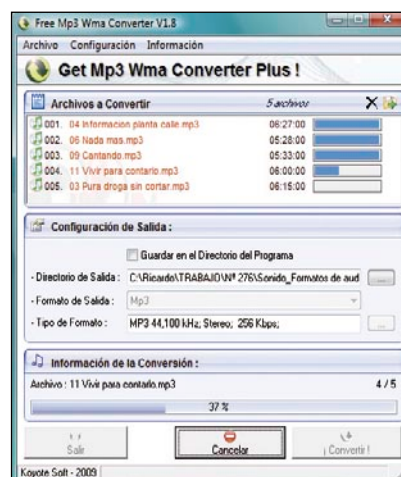 Free Mp3 Wma Converter V1.8
Archivo Configuración Información
Get Mp3 Wma Converter Plus !
Archivos a Convertir 5 archivos
001. 04 Informacion planta calle.mp3 06:27:00
002. 06 Nada mas.mp3 05:28:00
003. 09 Cantando.mp3 05:33:00
004. 11 Vivir para contarlo.mp3 06:00:00
005. 03 Pura droga sin cortar.mp3 06:15:00
Configuración de Salida :
Guardar en el Directorio del Programa
- Directorio de Salida : C:\Ricardo\TRABAJO\Nº 276\Sonido_Formatos de aud ...
- Formato de Salida : Mp3
- Tipo de Formato : MP3 44,100 kHz; Stereo; 256 Kbps; ...
Información de la Conversión :
Archivo : 11 Vivir para contarlo.mp3 4 / 5
37 %
Salir Cancelar ¡ Convertir !
Koyote Soft - 2009